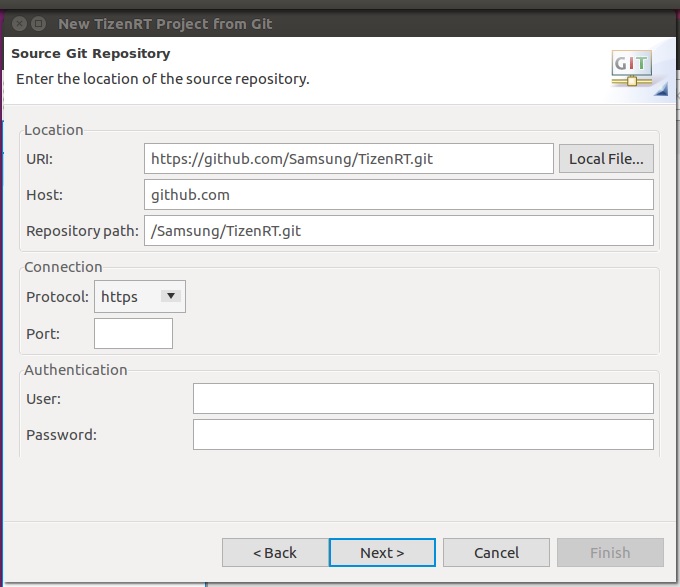 New TizenRT Project from Git
Source Git Repository
Enter the location of the source repository.
GIT
Location
URI: https://github.com/Samsung/TizenRT.git Local File...
Host: github.com
Repository path: /Samsung/TizenRT.git
Connection
Protocol: https
Port:
Authentication
User:
Password:
< Back Next > Cancel Finish